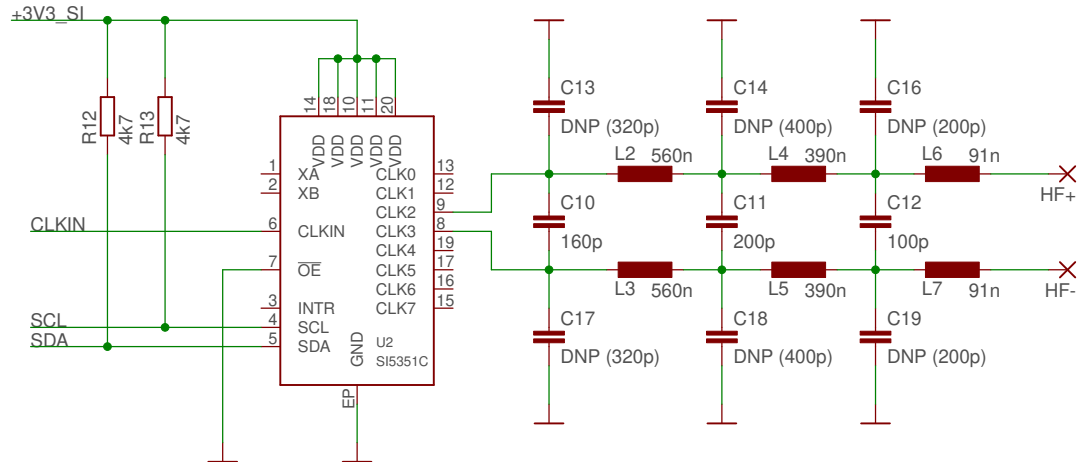 +3V3_SI
R12
4k7
R13
4k7
CLKIN
SCL
SDA
14
18
10
11
20
VDD
VDD
VDD
VDD
VDD
1
XA
2
XB
6
CLKIN
7
OE
3
INTR
4
SCL
5
SDA
CLK0
13
CLK1
12
CLK2
9
CLK3
8
CLK4
19
CLK5
17
CLK6
16
CLK7
15
GND
EP
U2
SI5351C
C13
DNP (320p)
C14
DNP (400p)
C16
DNP (200p)
L2
560n
L4
390n
L6
91n
HF+
C10
160p
C11
200p
C12
100p
L3
560n
L5
390n
L7
91n
HF-
C17
DNP (320p)
C18
DNP (400p)
C19
DNP (200p)